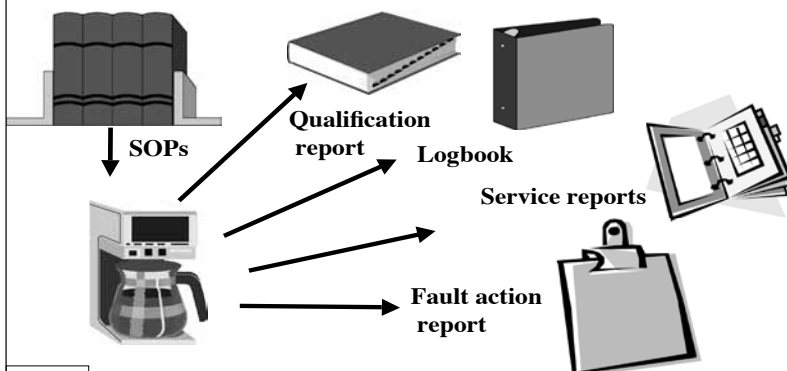 SOPs
Qualification
report
Logbook
Service reports
Fault action
report